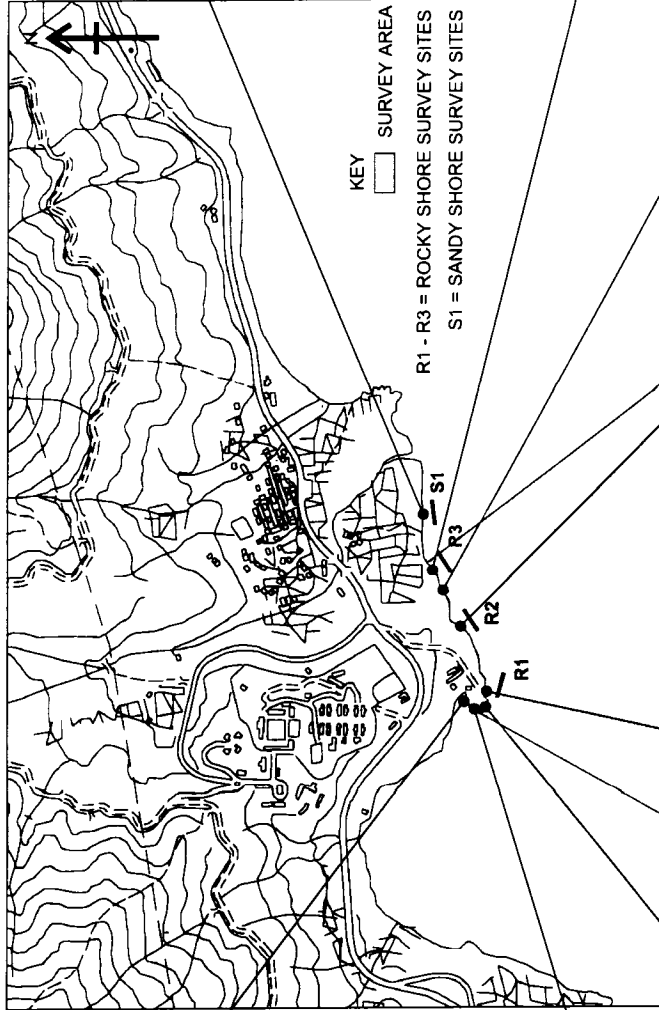 KEY
SURVEY AREA
R1 - R3 = ROCKY SHORE SURVEY SITES
S1 = SANDY SHORE SURVEY SITES
S1
R3
R2
R1
N